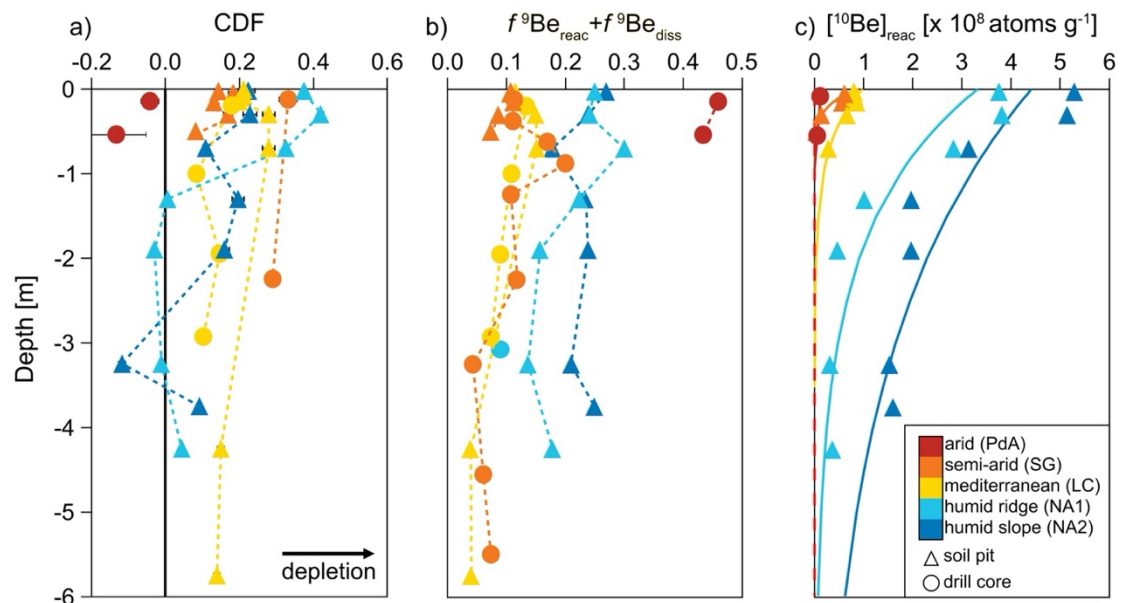 a) CDF
-0.2 0.0 0.2 0.4 0.6
b) f ⁹Be_reac+f ⁹Be_diss
0.0 0.1 0.2 0.3 0.4 0.5
c) [¹⁰Be]_reac [x 10⁸ atoms g⁻¹]
0 1 2 3 4 5 6
Depth [m]
0
-1
-2
-3
-4
-5
-6
depletion
arid (PdA)
semi-arid (SG)
mediterranean (LC)
humid ridge (NA1)
humid slope (NA2)
soil pit
drill core